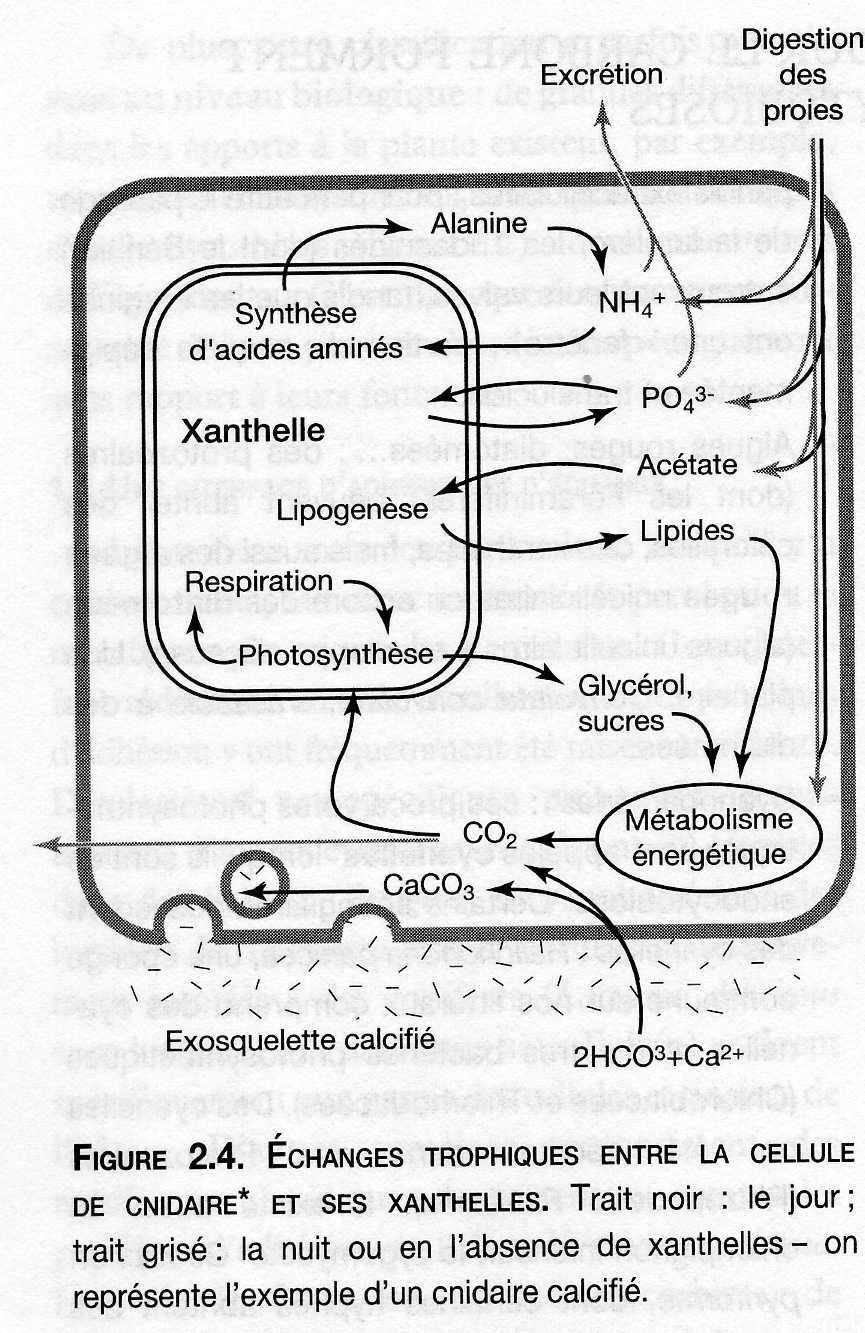 Digestion
des
proies
Excrétion
Alanine
NH₄⁺
Synthèse
d'acides aminés
PO₄³⁻
Xanthelle
Acétate
Lipogenèse
Lipides
Respiration
Photosynthèse
Glycérol,
sucres
Métabolisme
énergétique
CO₂
CaCO₃
Exosquelette calcifié
2HCO³+Ca²⁺
FIGURE 2.4. ÉCHANGES TROPHIQUES ENTRE LA CELLULE
DE CNIDAIRE* ET SES XANTHELLES. Trait noir : le jour ;
trait grisé : la nuit ou en l'absence de xanthelles – on
représente l'exemple d'un cnidaire calcifié.